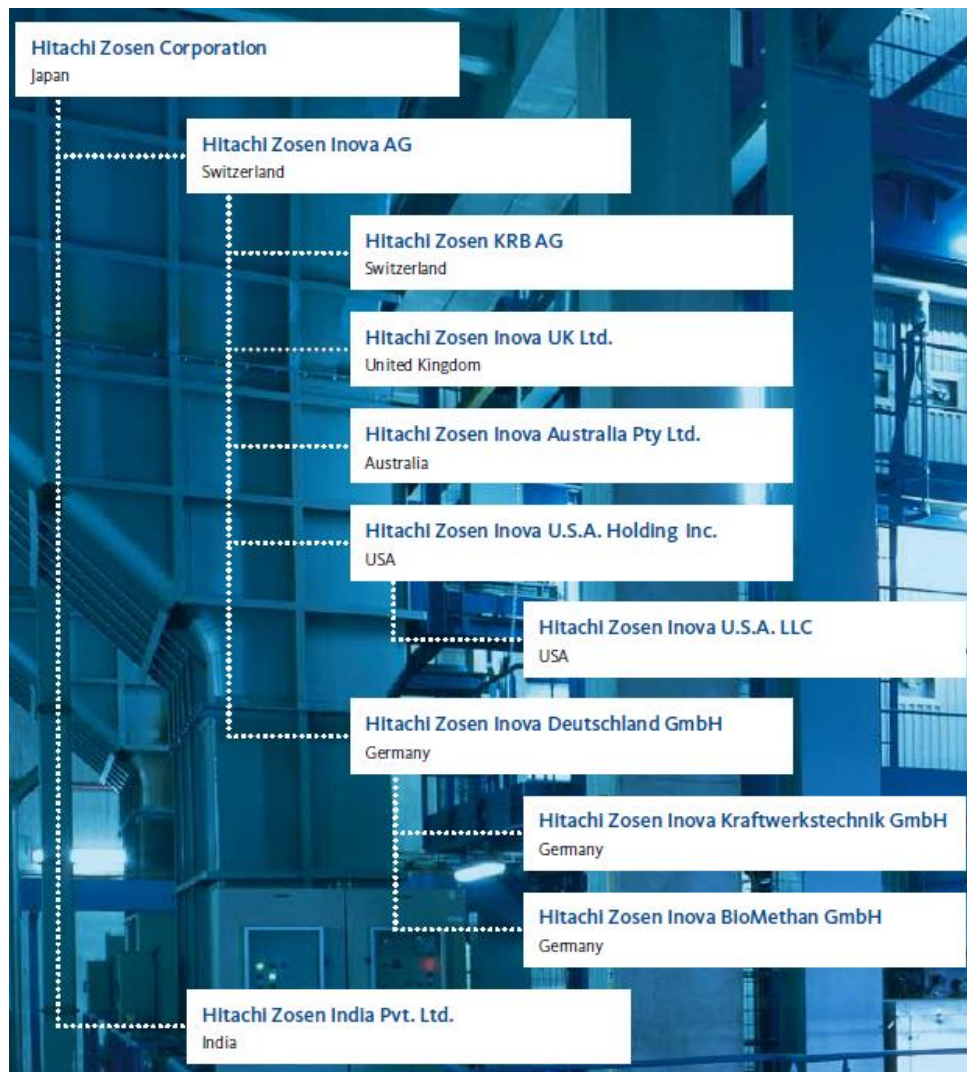 Hitachi Zosen Corporation
Japan
Hitachi Zosen Inova AG
Switzerland
Hitachi Zosen KRB AG
Switzerland
Hitachi Zosen Inova UK Ltd.
United Kingdom
Hitachi Zosen Inova Australia Pty Ltd.
Australia
Hitachi Zosen Inova U.S.A. Holding Inc.
USA
Hitachi Zosen Inova U.S.A. LLC
USA
Hitachi Zosen Inova Deutschland GmbH
Germany
Hitachi Zosen Inova Kraftwerkstechnik GmbH
Germany
Hitachi Zosen Inova BioMethan GmbH
Germany
Hitachi Zosen India Pvt. Ltd.
India